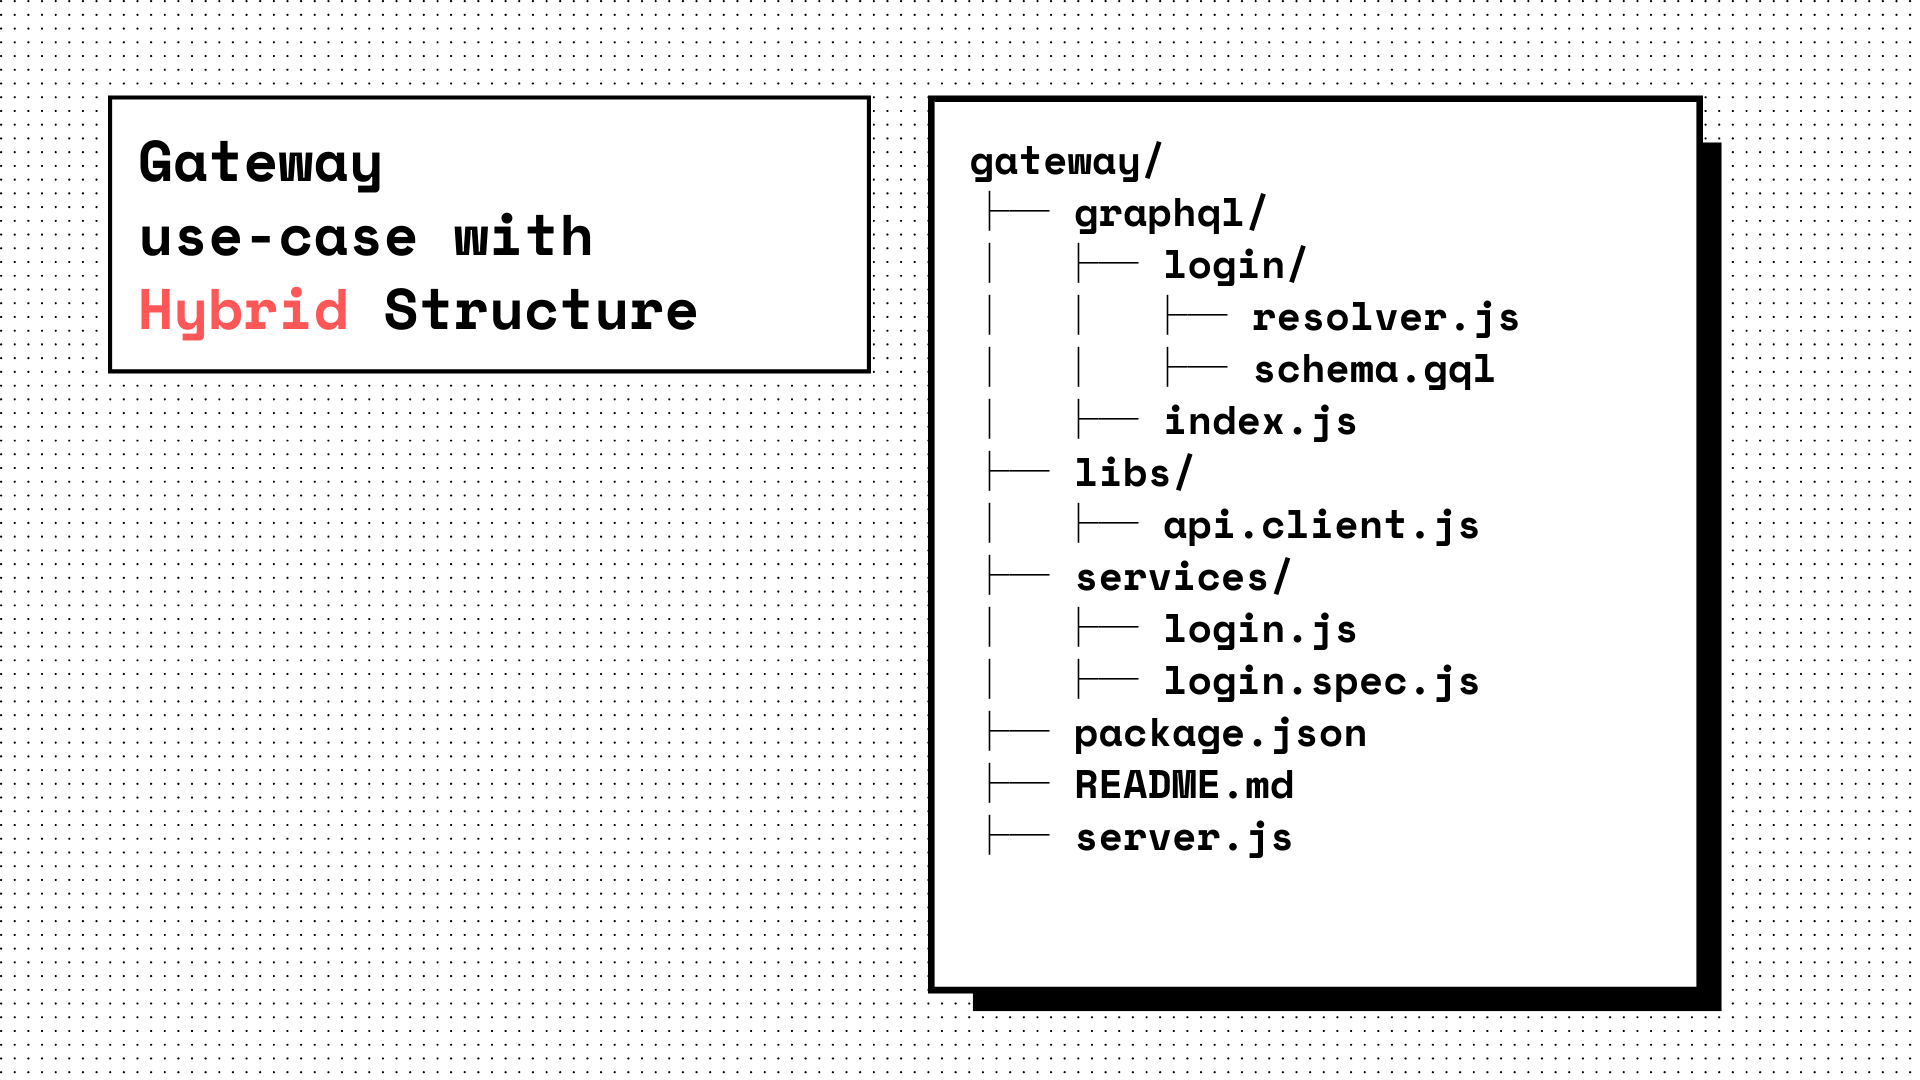 Gateway
use-case with
Hybrid Structure
gateway/
├── graphql/
│   ├── login/
│   │   ├── resolver.js
│   │   ├── schema.gql
│   ├── index.js
├── libs/
│   ├── api.client.js
├── services/
│   ├── login.js
│   ├── login.spec.js
├── package.json
├── README.md
├── server.js